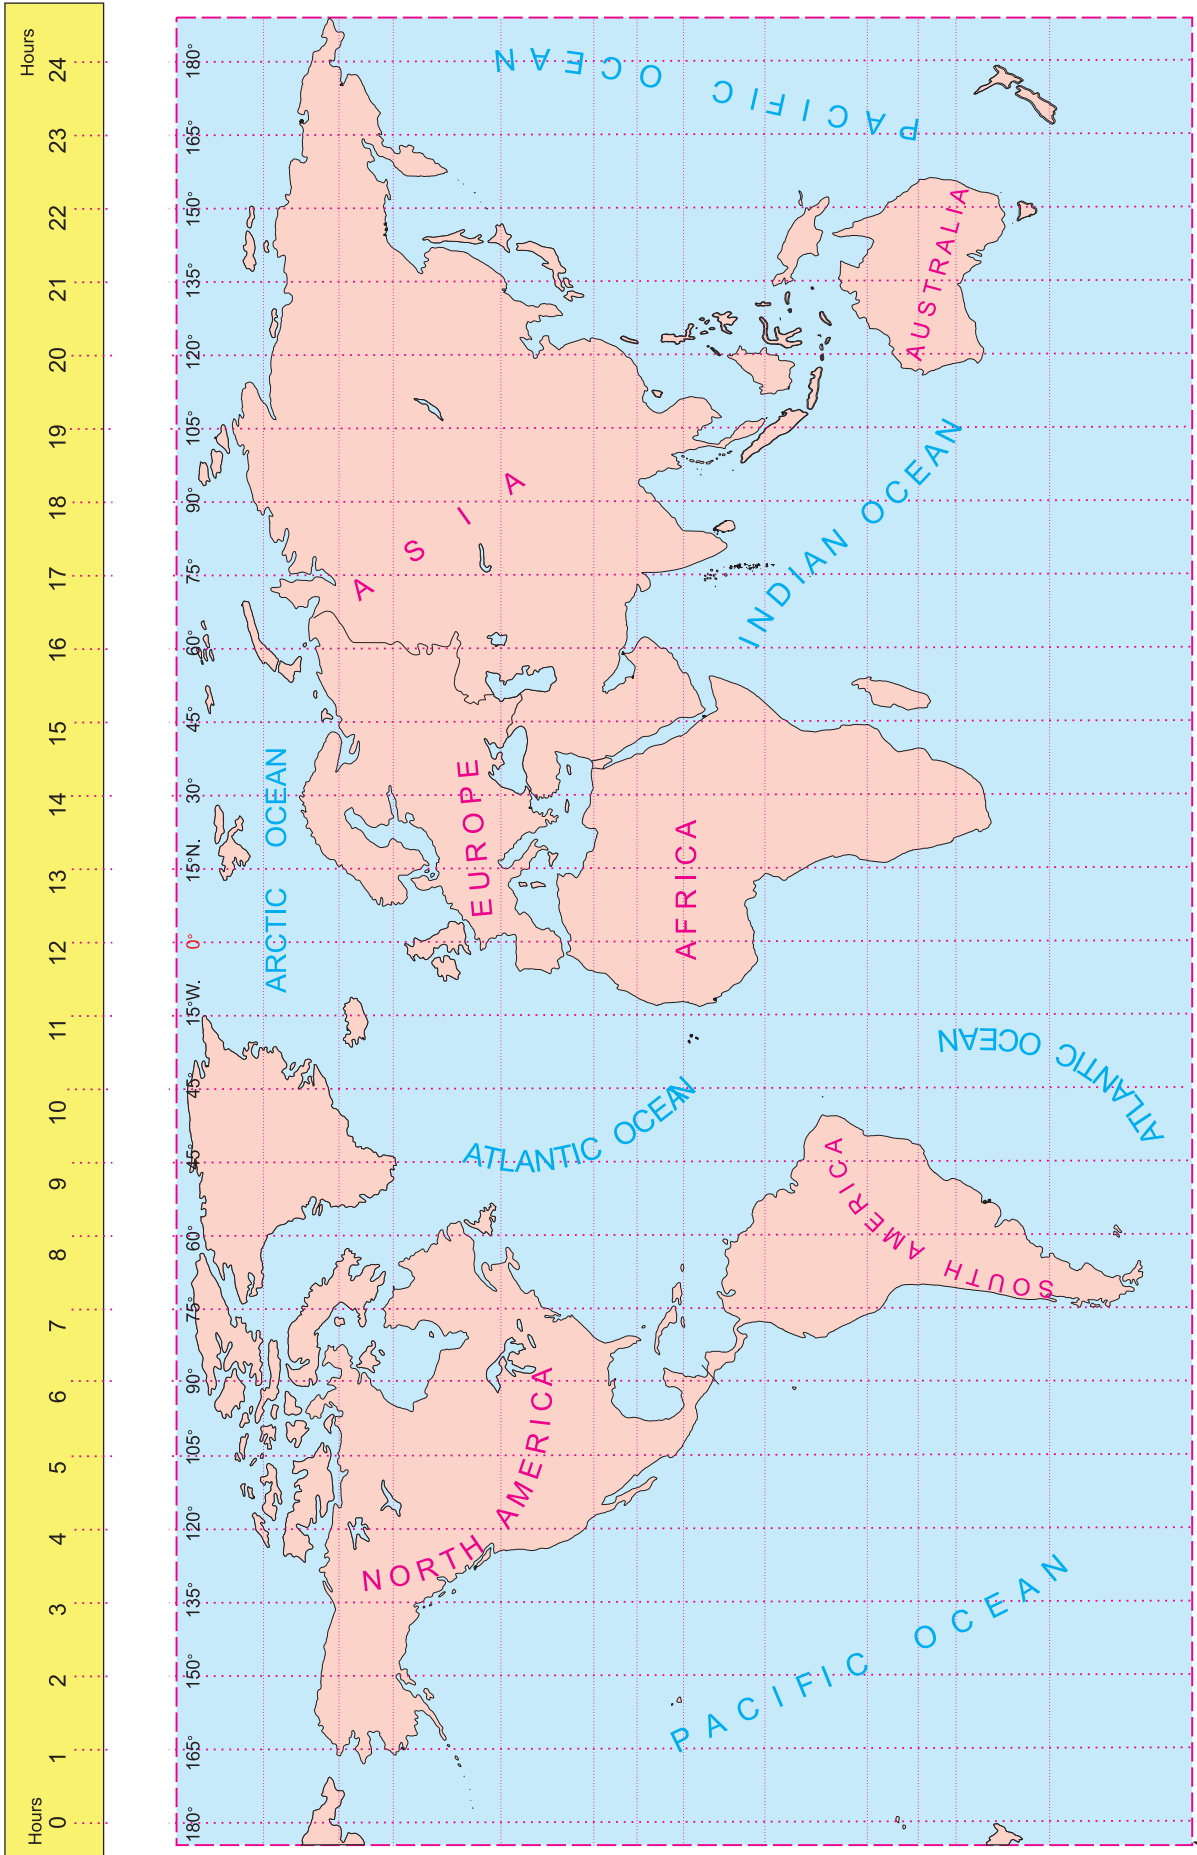 Hours 0 1 2 3 4 5 6 7 8 9 10 11 12 13 14 15 16 17 18 19 20 21 22 23 24 Hours
180° 165° 150° 135° 120° 105° 90° 75° 60° 45° 45° 15°W. 0° 15°N. 30° 45° 60° 75° 90° 105° 120° 135° 150° 165° 180°
ARCTIC OCEAN
NORTH AMERICA
EUROPE
ASIA
ATLANTIC OCEAN
PACIFIC OCEAN
AFRICA
PACIFIC OCEAN
SOUTH AMERICA
INDIAN OCEAN
AUSTRALIA
ATLANTIC OCEAN